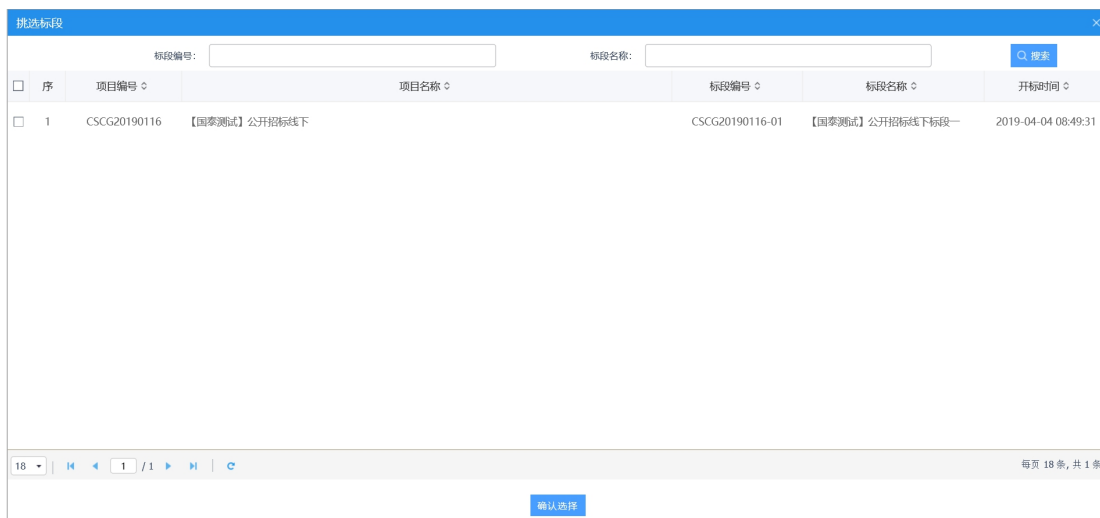 挑选标段
标段编号: 标段名称: 搜索
序 项目编号 项目名称 标段编号 标段名称 开标时间
1 CSCG20190116 【国泰测试】公开招标线下 CSCG20190116-01 【国泰测试】公开招标线下标段一 2019-04-04 08:49:31
18 1 / 1 每页 18 条, 共 1 条
确认选择